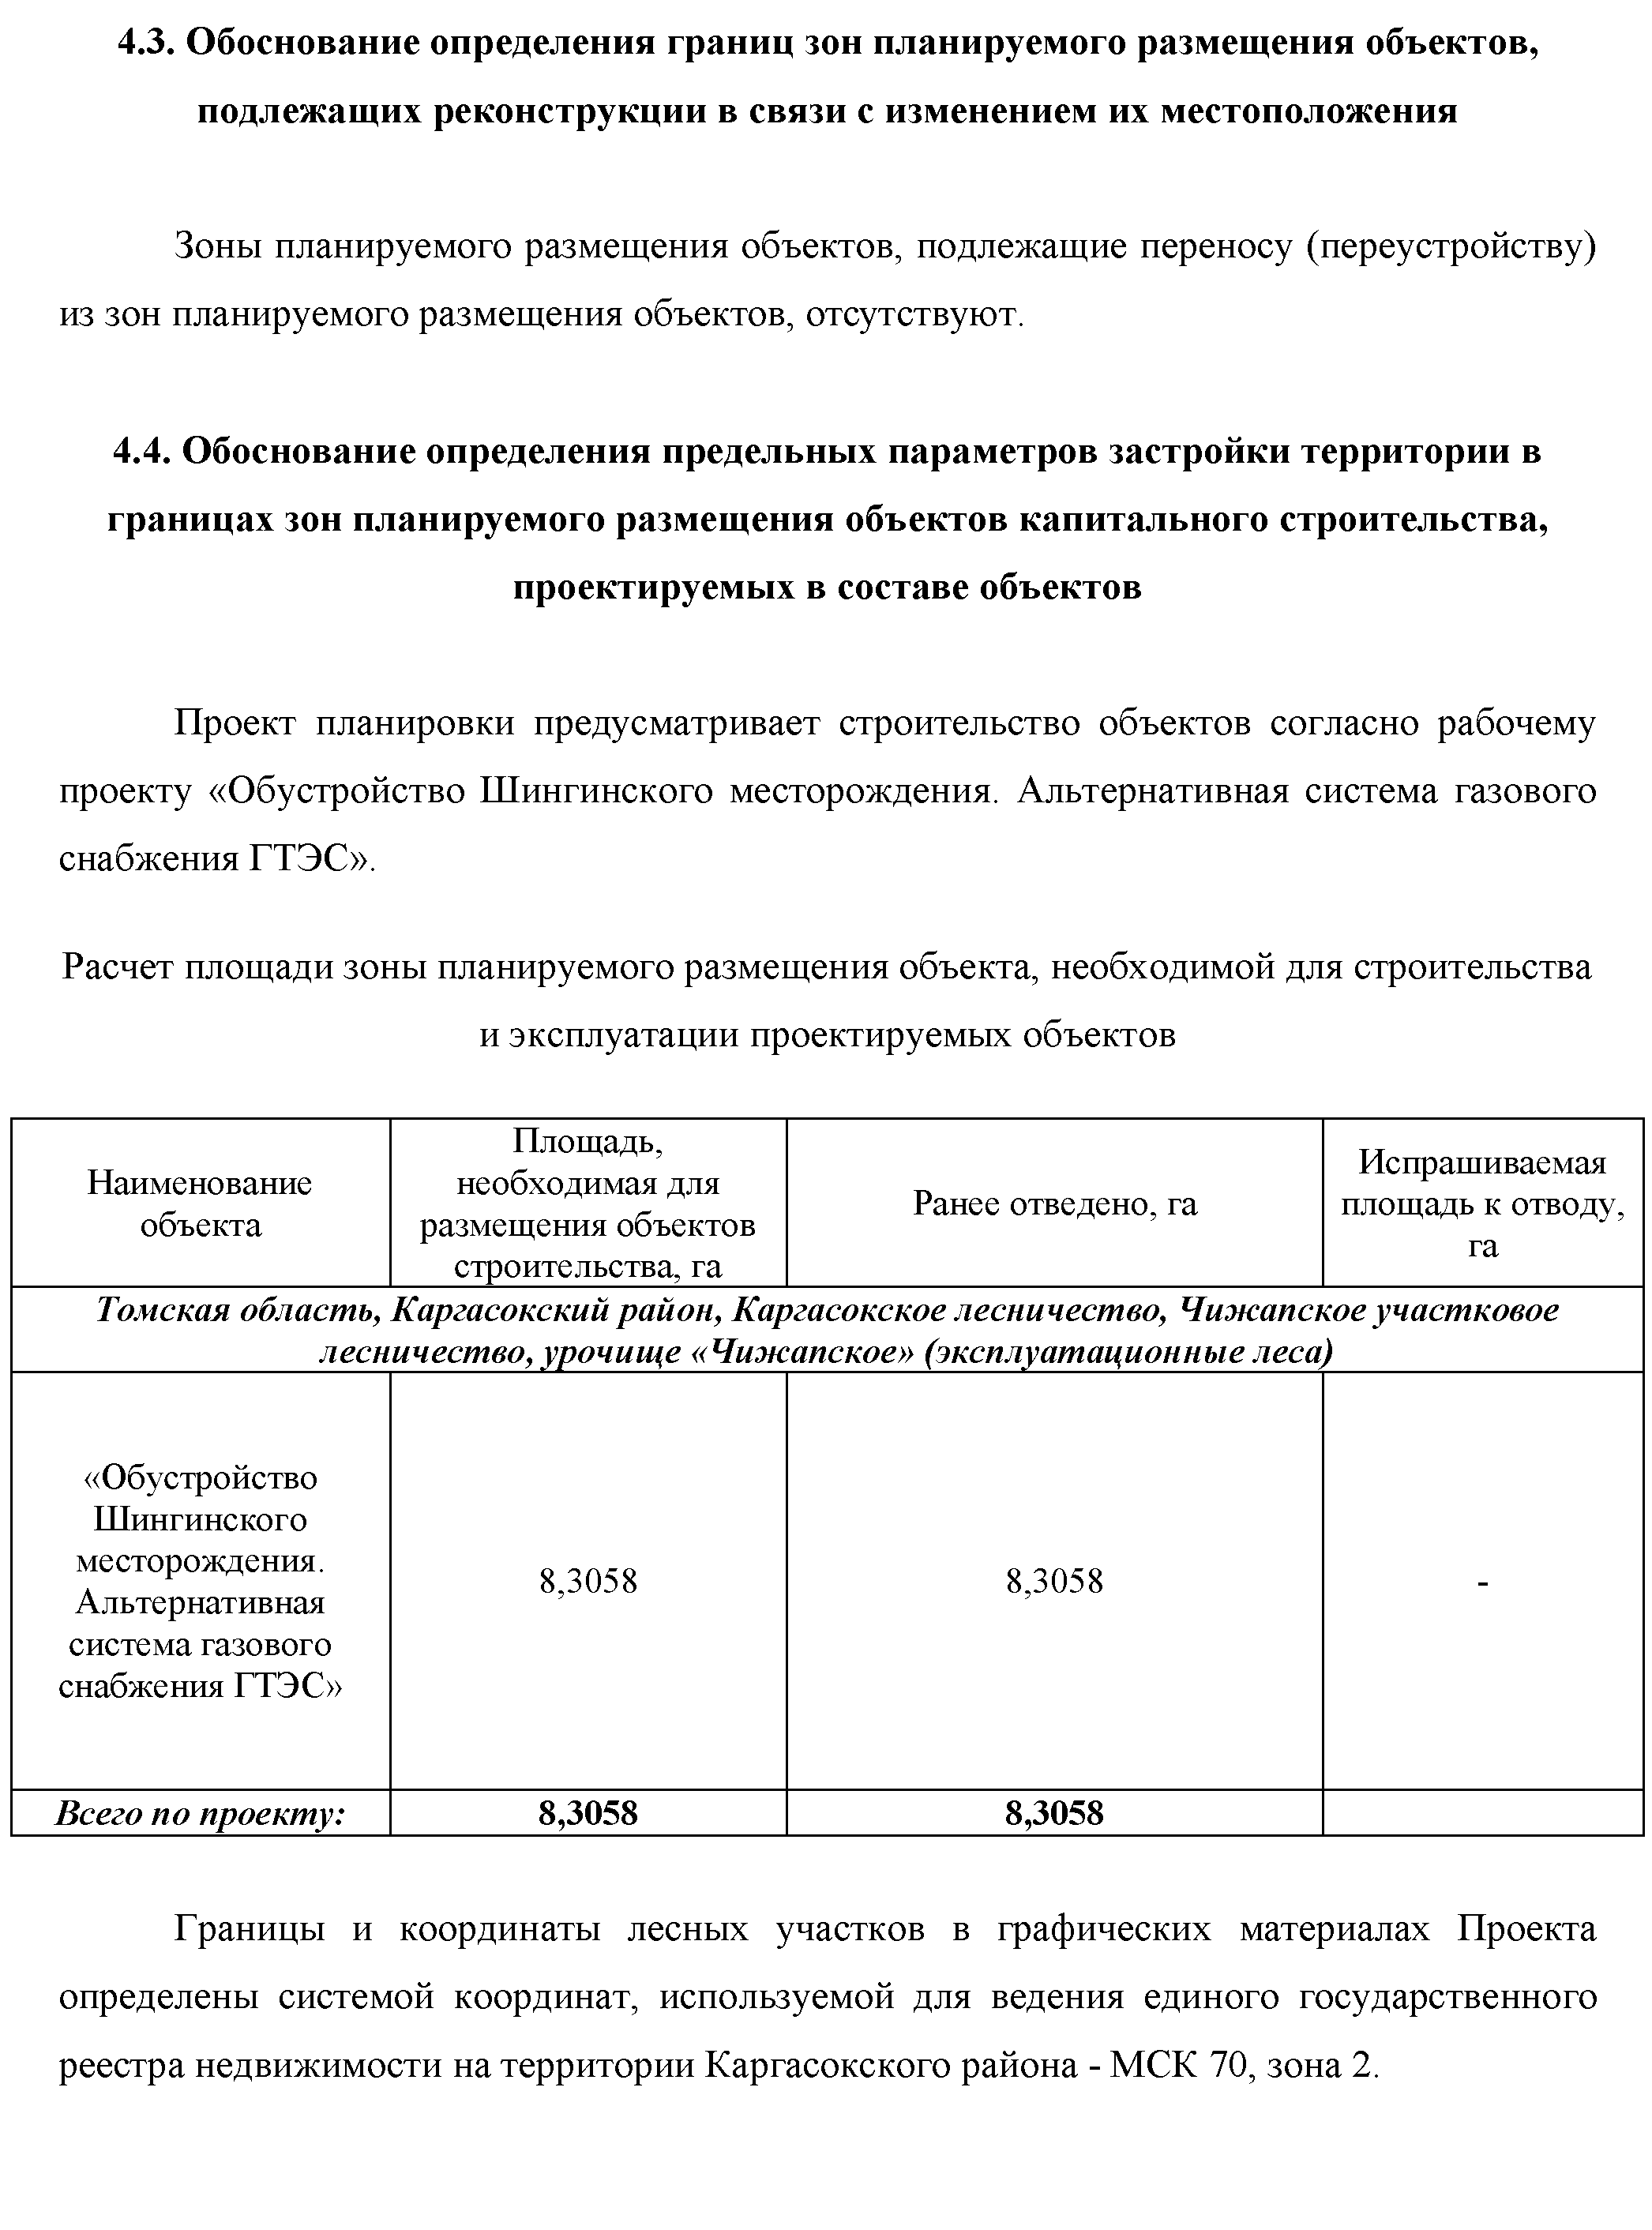 4.3. Обоснование определения границ зон планируемого размещения объектов,
подлежащих реконструкции в связи с изменением их местоположения
Зоны планируемого размещения объектов, подлежащие переносу (переустройству)
из зон планируемого размещения объектов, отсутствуют.
4.4. Обоснование определения предельных параметров застройки территории в
границах зон планируемого размещения объектов капитального строительства,
проектируемых в составе объектов
Проект планировки предусматривает строительство объектов согласно рабочему
проекту «Обустройство Шингинского месторождения. Альтернативная система газового
снабжения ГТЭС».
Расчет площади зоны планируемого размещения объекта, необходимой для строительства
и эксплуатации проектируемых объектов
Наименование
объекта
Площадь,
необходимая для
размещения объектов
строительства, га
Ранее отведено, га
Испрашиваемая
площадь к отводу,
га
Томская область, Каргасокский район, Каргасокское лесничество, Чижапское участковое
лесничество, урочище «Чижапское» (эксплуатационные леса)
«Обустройство
Шингинского
месторождения.
Альтернативная
система газового
снабжения ГТЭС»
8,3058
8,3058
-
Всего по проекту:
8,3058
8,3058
Границы и координаты лесных участков в графических материалах Проекта
определены системой координат, используемой для ведения единого государственного
реестра недвижимости на территории Каргасокского района - МСК 70, зона 2.